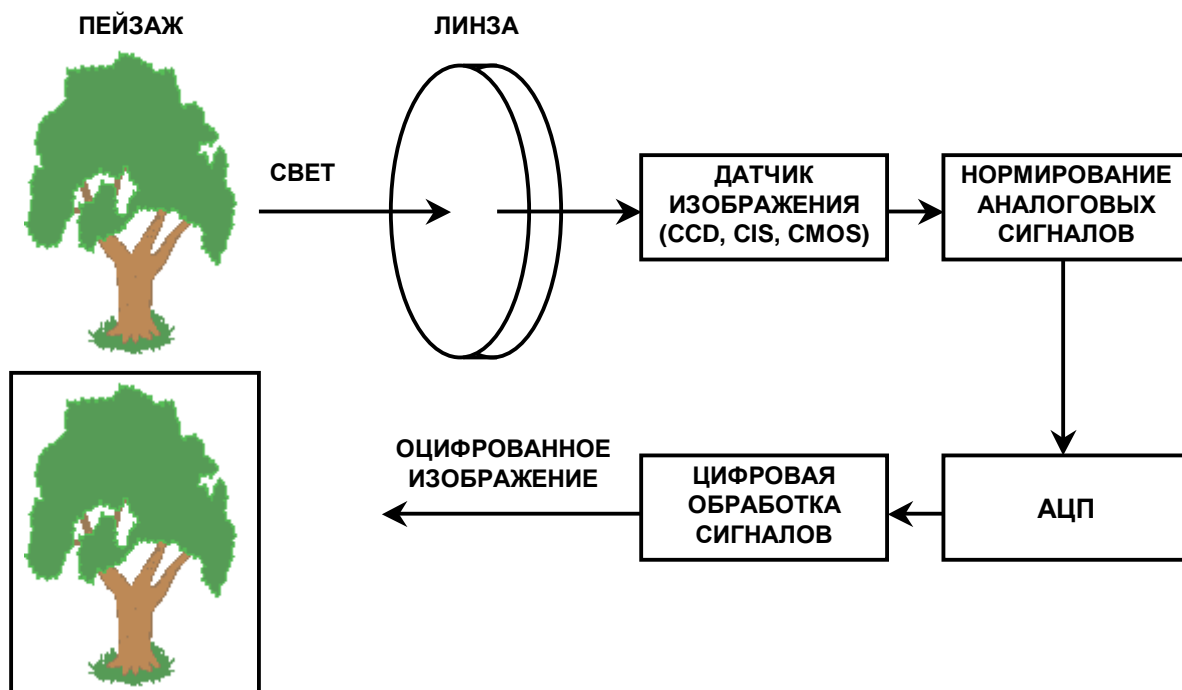 ПЕЙЗАЖ
ЛИНЗА
СВЕТ
ДАТЧИК
ИЗОБРАЖЕНИЯ
(CCD, CIS, CMOS)
НОРМИРОВАНИЕ
АНАЛОГОВЫХ
СИГНАЛОВ
АЦП
ЦИФРОВАЯ
ОБРАБОТКА
СИГНАЛОВ
ОЦИФРОВАННОЕ
ИЗОБРАЖЕНИЕ